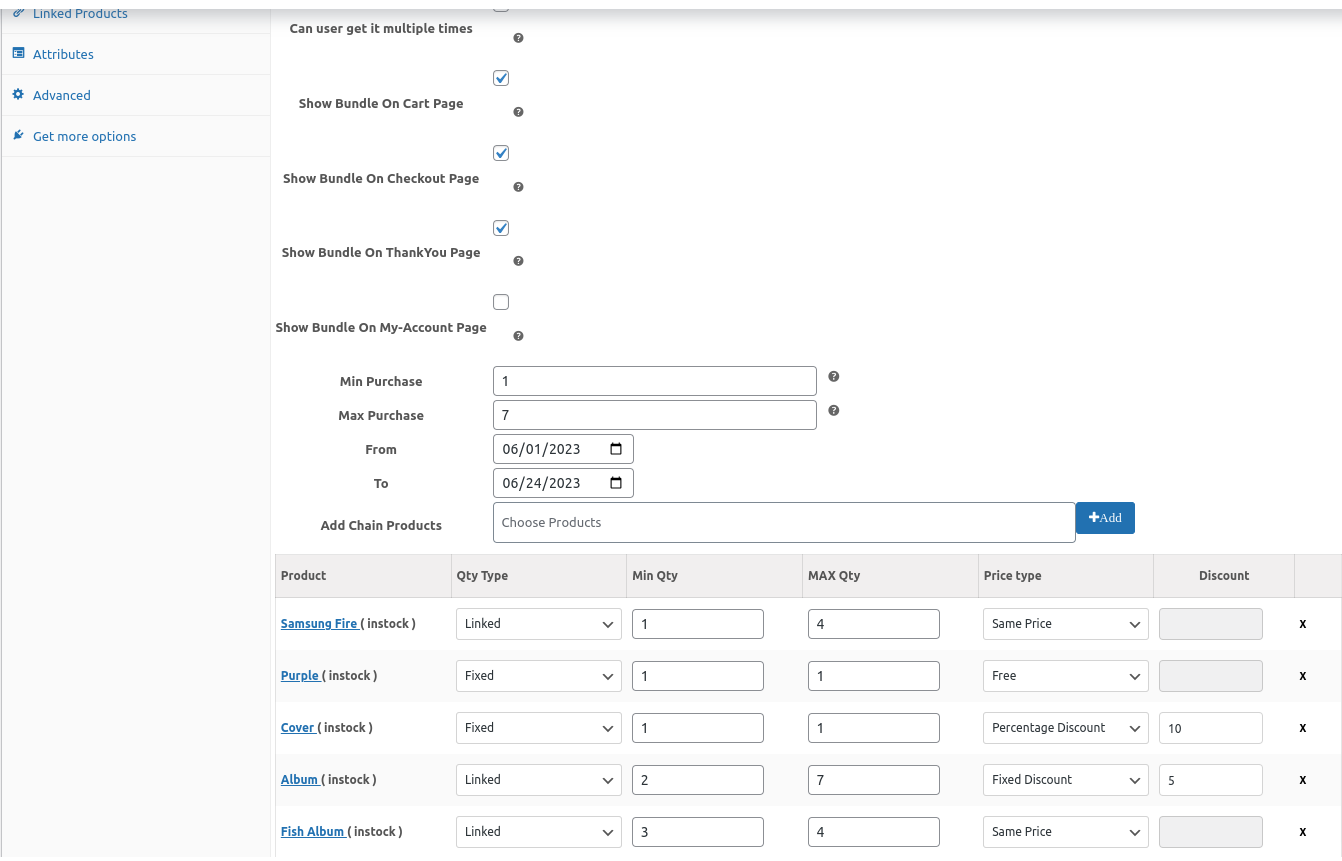 Linked Products
Attributes
Advanced
Get more options
Can user get it multiple times
Show Bundle On Cart Page
Show Bundle On Checkout Page
Show Bundle On ThankYou Page
Show Bundle On My-Account Page
Min Purchase 1
Max Purchase 7
From 06/01/2023
To 06/24/2023
Add Chain Products Choose Products +Add
Product Qty Type Min Qty MAX Qty Price type Discount
Samsung Fire ( instock ) Linked 1 4 Same Price X
Purple ( instock ) Fixed 1 1 Free X
Cover ( instock ) Fixed 1 1 Percentage Discount 10 X
Album ( instock ) Linked 2 7 Fixed Discount 5 X
Fish Album ( instock ) Linked 3 4 Same Price X